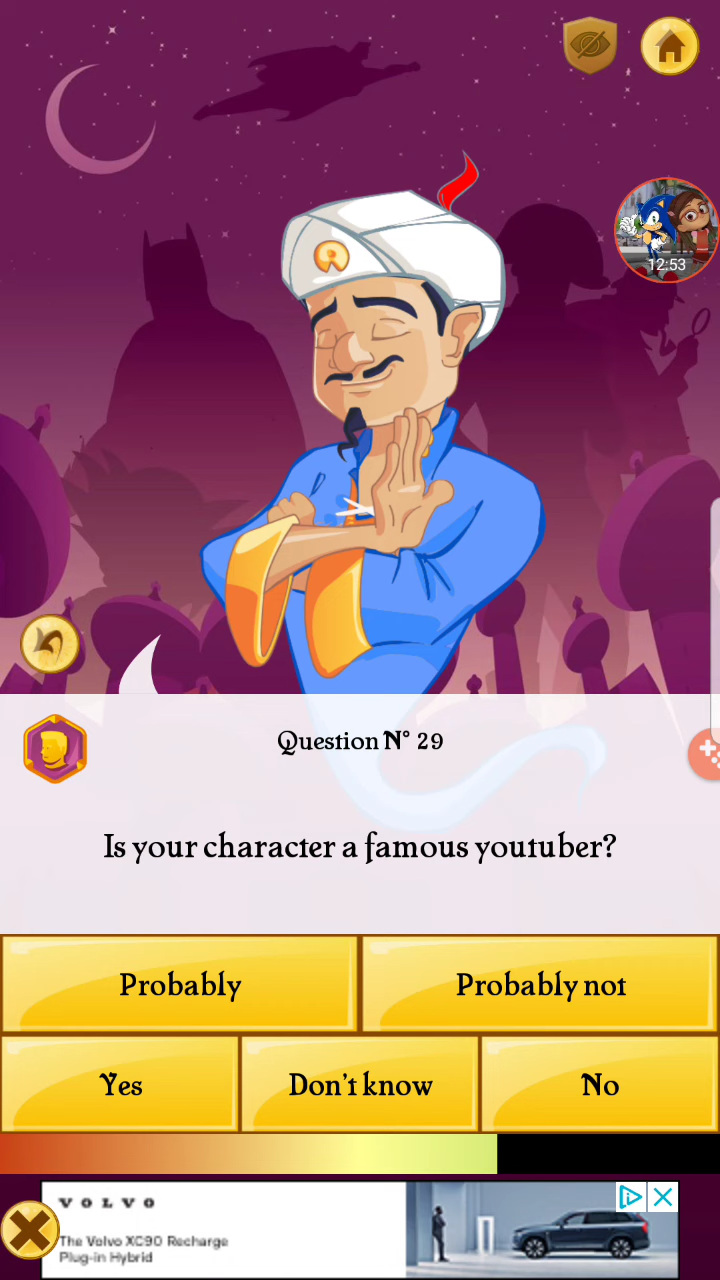 12:53
Question N° 29
Is your character a famous youtuber?
Probably
Probably not
Yes
Don't know
No
VOLVO
The Volvo XC90 Recharge
Plug-in Hybrid